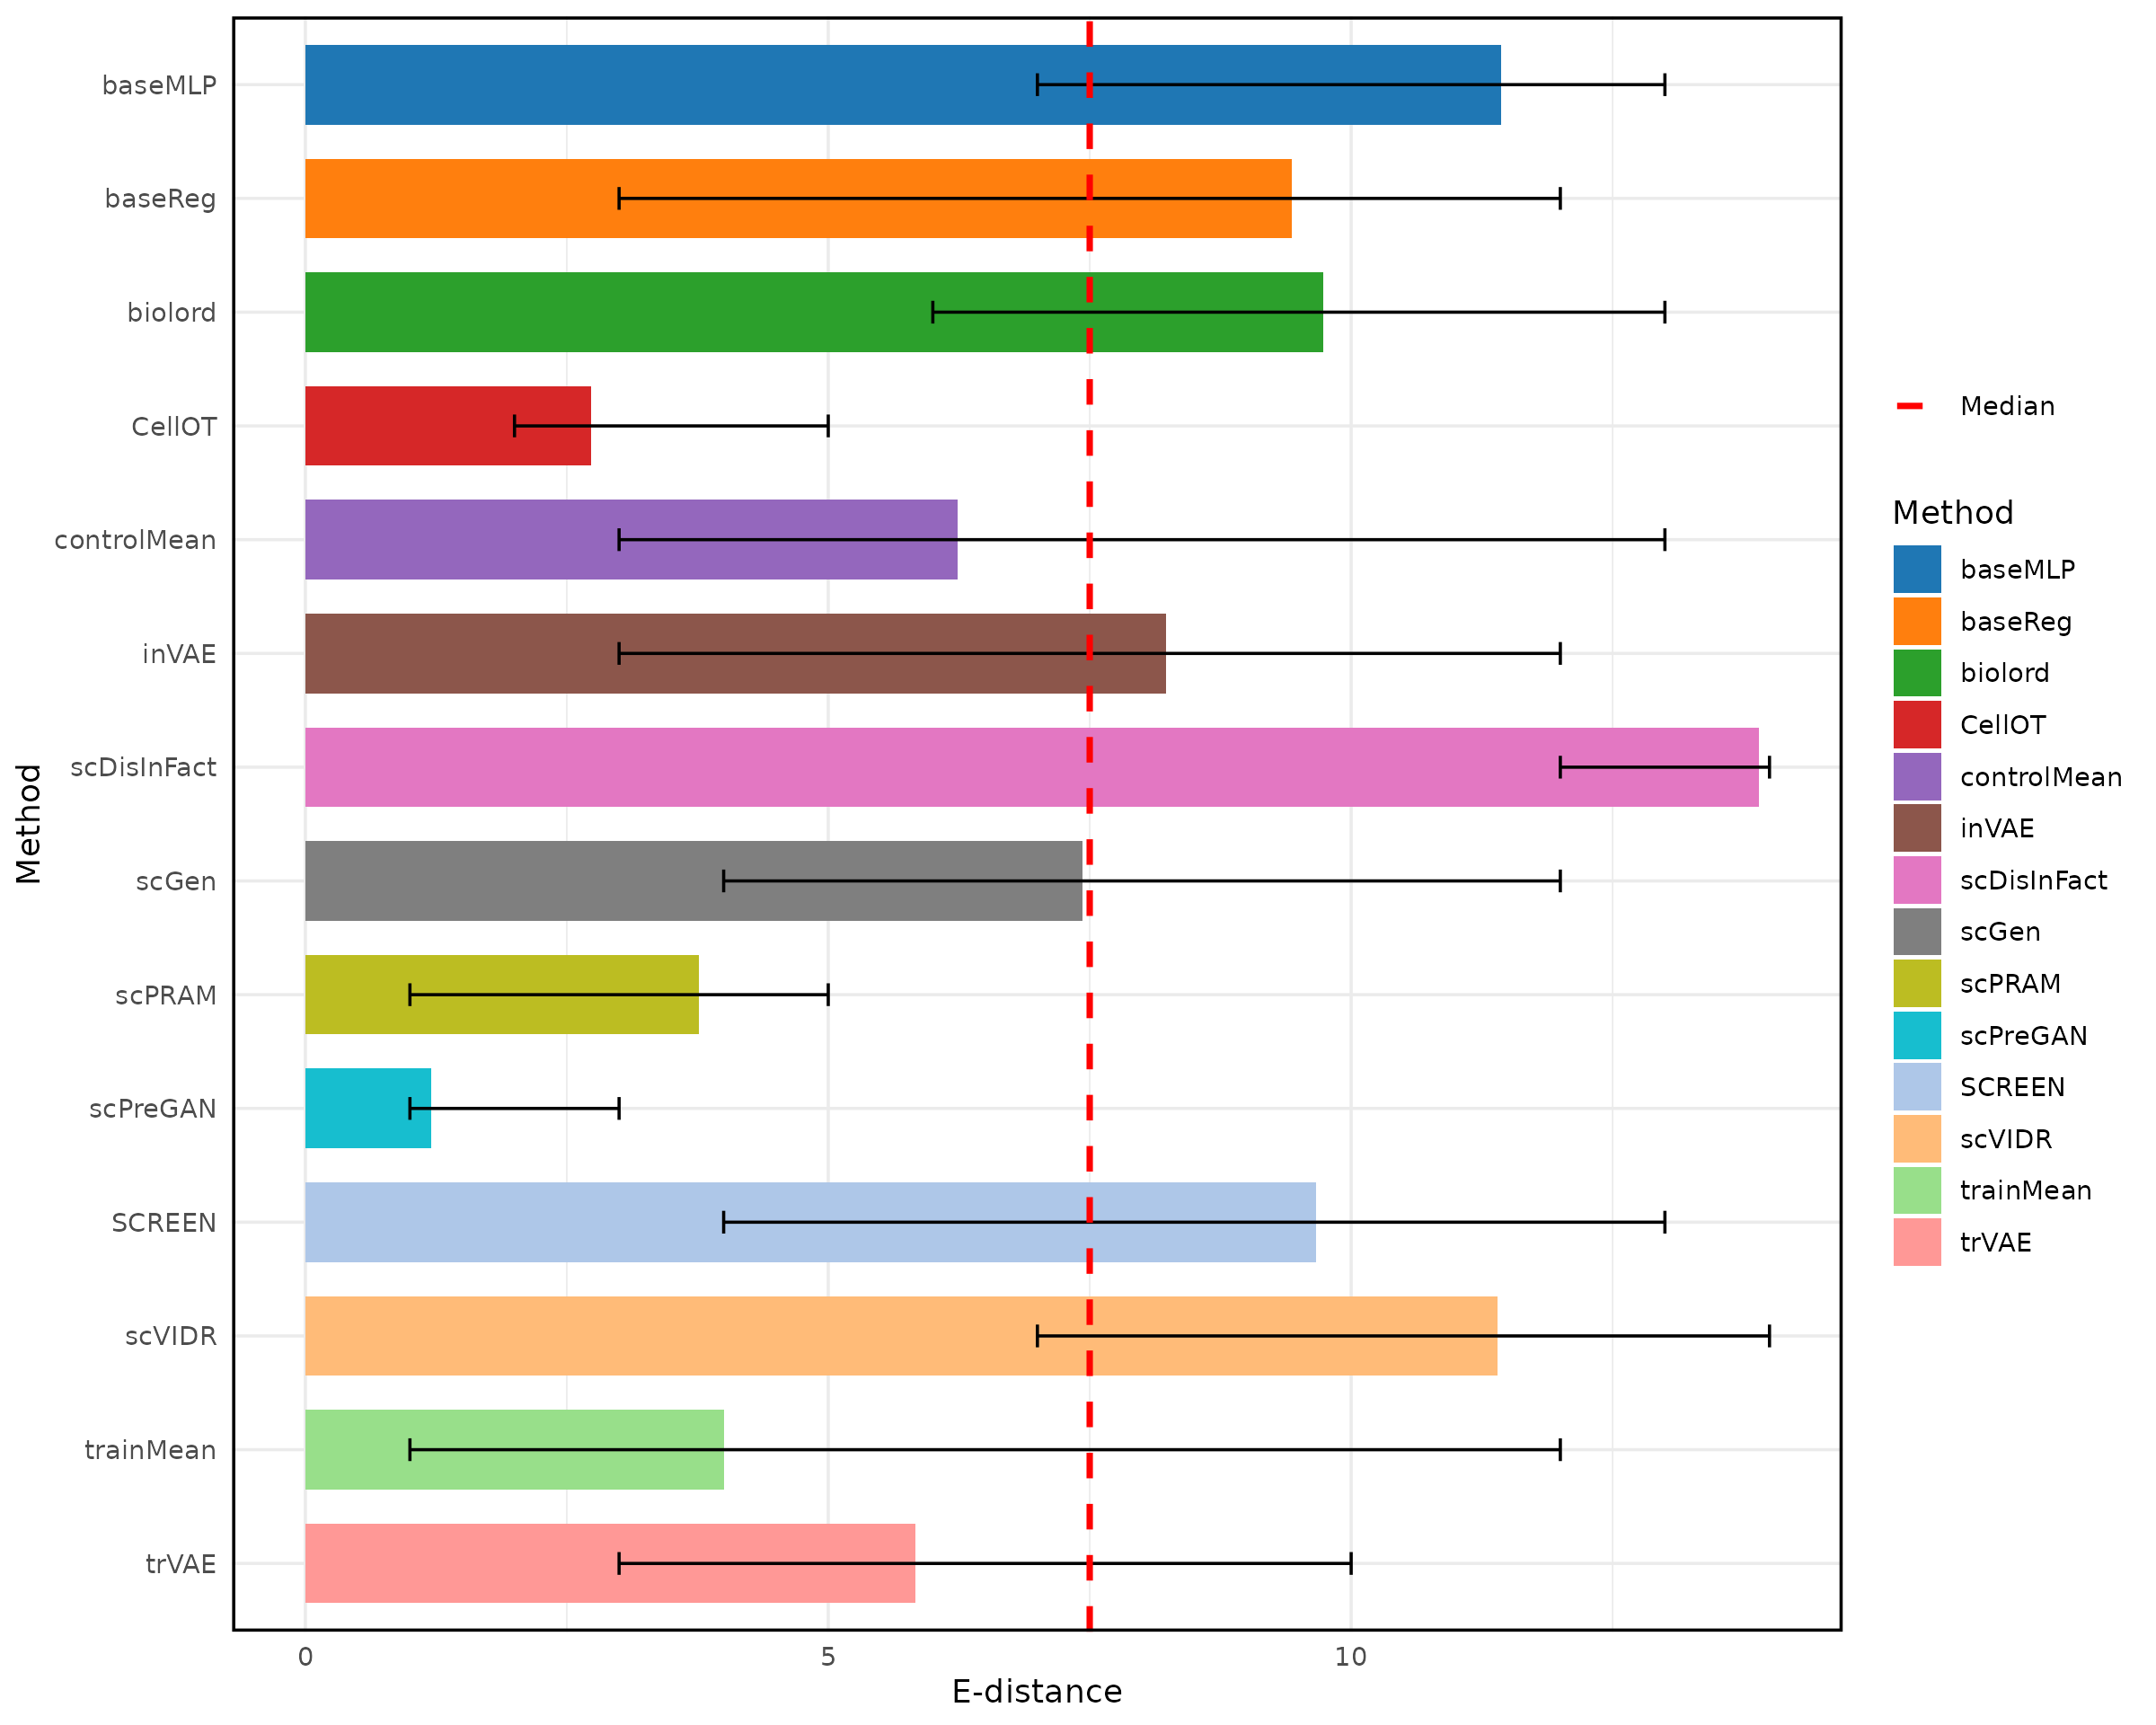 baseMLP
baseReg
biolord
CellOT
controlMean
inVAE
scDisInFact
scGen
scPRAM
scPreGAN
SCREEN
scVIDR
trainMean
trVAE
Method
0 5 10
E-distance
Median
Method
baseMLP
baseReg
biolord
CellOT
controlMean
inVAE
scDisInFact
scGen
scPRAM
scPreGAN
SCREEN
scVIDR
trainMean
trVAE